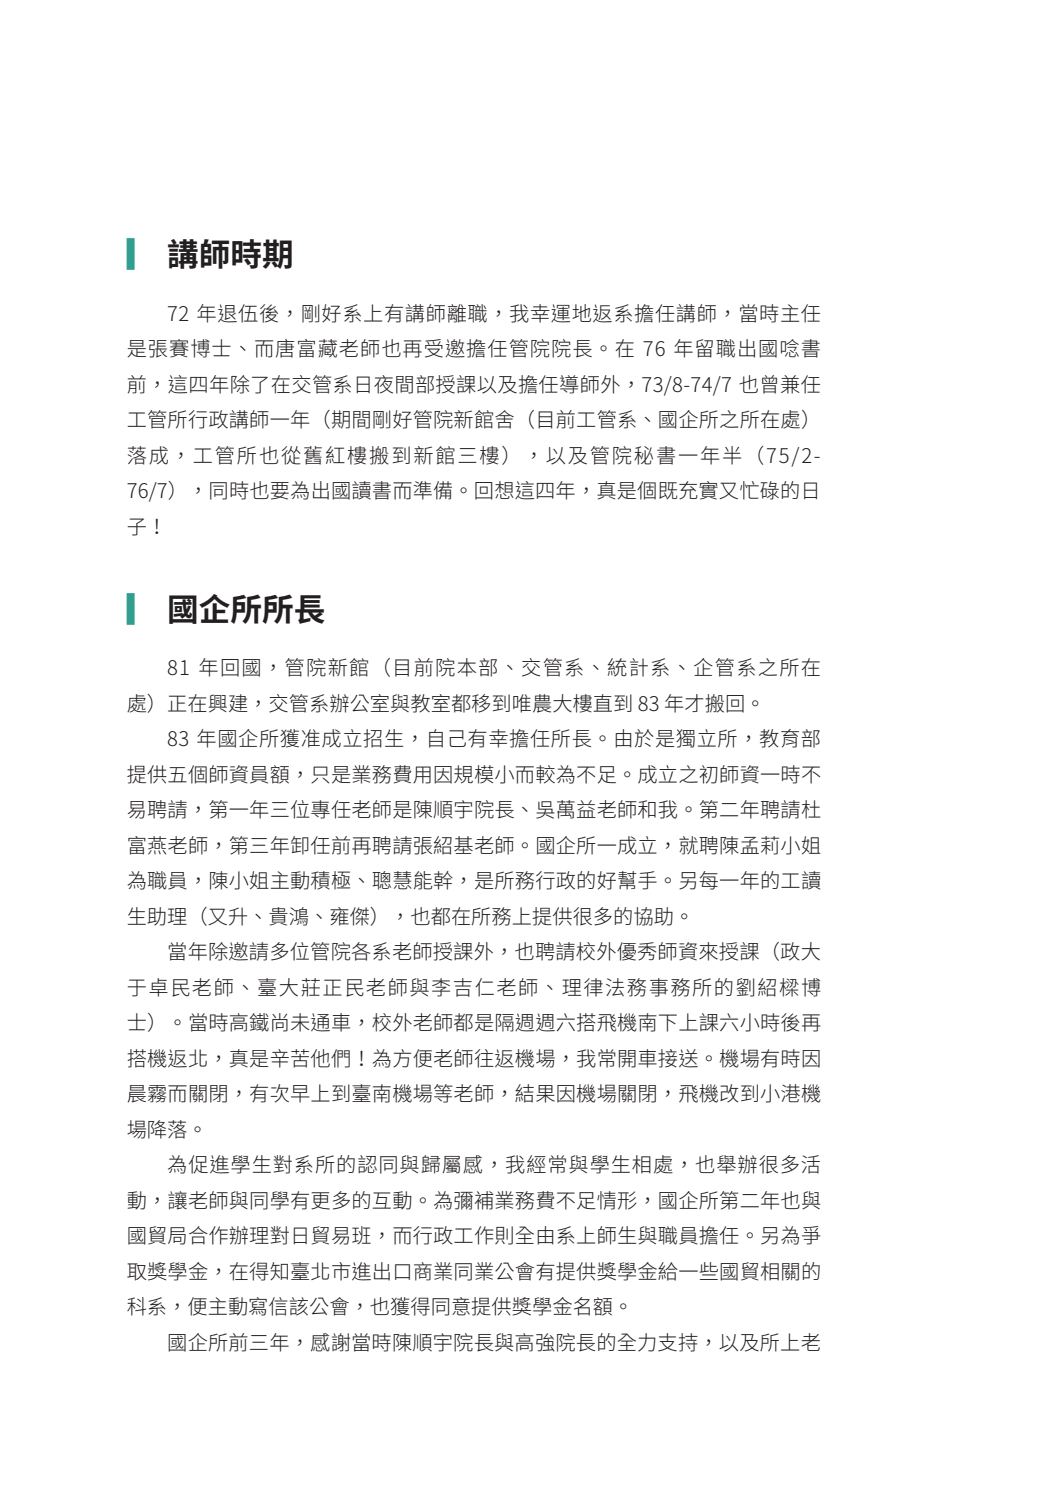 講師時期
72 年退伍後，剛好系上有講師離職，我幸運地返系擔任講師，當時主任
是張賽博士、而唐富藏老師也再受邀擔任管院院長。在 76 年留職出國唸書
前，這四年除了在交管系日夜間部授課以及擔任導師外，73/8-74/7 也曾兼任
工管所行政講師一年（期間剛好管院新館舍（目前工管系、國企所之所在處）
落成，工管所也從舊紅樓搬到新館三樓），以及管院秘書一年半（75/2-
76/7），同時也要為出國讀書而準備。回想這四年，真是個既充實又忙碌的日
子！
國企所所長
81 年回國，管院新館（目前院本部、交管系、統計系、企管系之所在
處）正在興建，交管系辦公室與教室都移到唯農大樓直到 83 年才搬回。
83 年國企所獲准成立招生，自己有幸擔任所長。由於是獨立所，教育部
提供五個師資員額，只是業務費用因規模小而較為不足。成立之初師資一時不
易聘請，第一年三位專任老師是陳順宇院長、吳萬益老師和我。第二年聘請杜
富燕老師，第三年卸任前再聘請張紹基老師。國企所一成立，就聘陳孟莉小姐
為職員，陳小姐主動積極、聰慧能幹，是所務行政的好幫手。另每一年的工讀
生助理（又升、貴鴻、雍傑），也都在所務上提供很多的協助。
當年除邀請多位管院各系老師授課外，也聘請校外優秀師資來授課（政大
于卓民老師、臺大莊正民老師與李吉仁老師、理律法務事務所的劉紹樑博
士）。當時高鐵尚未通車，校外老師都是隔週週六搭飛機南下上課六小時後再
搭機返北，真是辛苦他們！為方便老師往返機場，我常開車接送。機場有時因
晨霧而關閉，有次早上到臺南機場等老師，結果因機場關閉，飛機改到小港機
場降落。
為促進學生對系所的認同與歸屬感，我經常與學生相處，也舉辦很多活
動，讓老師與同學有更多的互動。為彌補業務費不足情形，國企所第二年也與
國貿局合作辦理對日貿易班，而行政工作則全由系上師生與職員擔任。另為爭
取獎學金，在得知臺北市進出口商業同業公會有提供獎學金給一些國貿相關的
科系，便主動寫信該公會，也獲得同意提供獎學金名額。
國企所前三年，感謝當時陳順宇院長與高強院長的全力支持，以及所上老